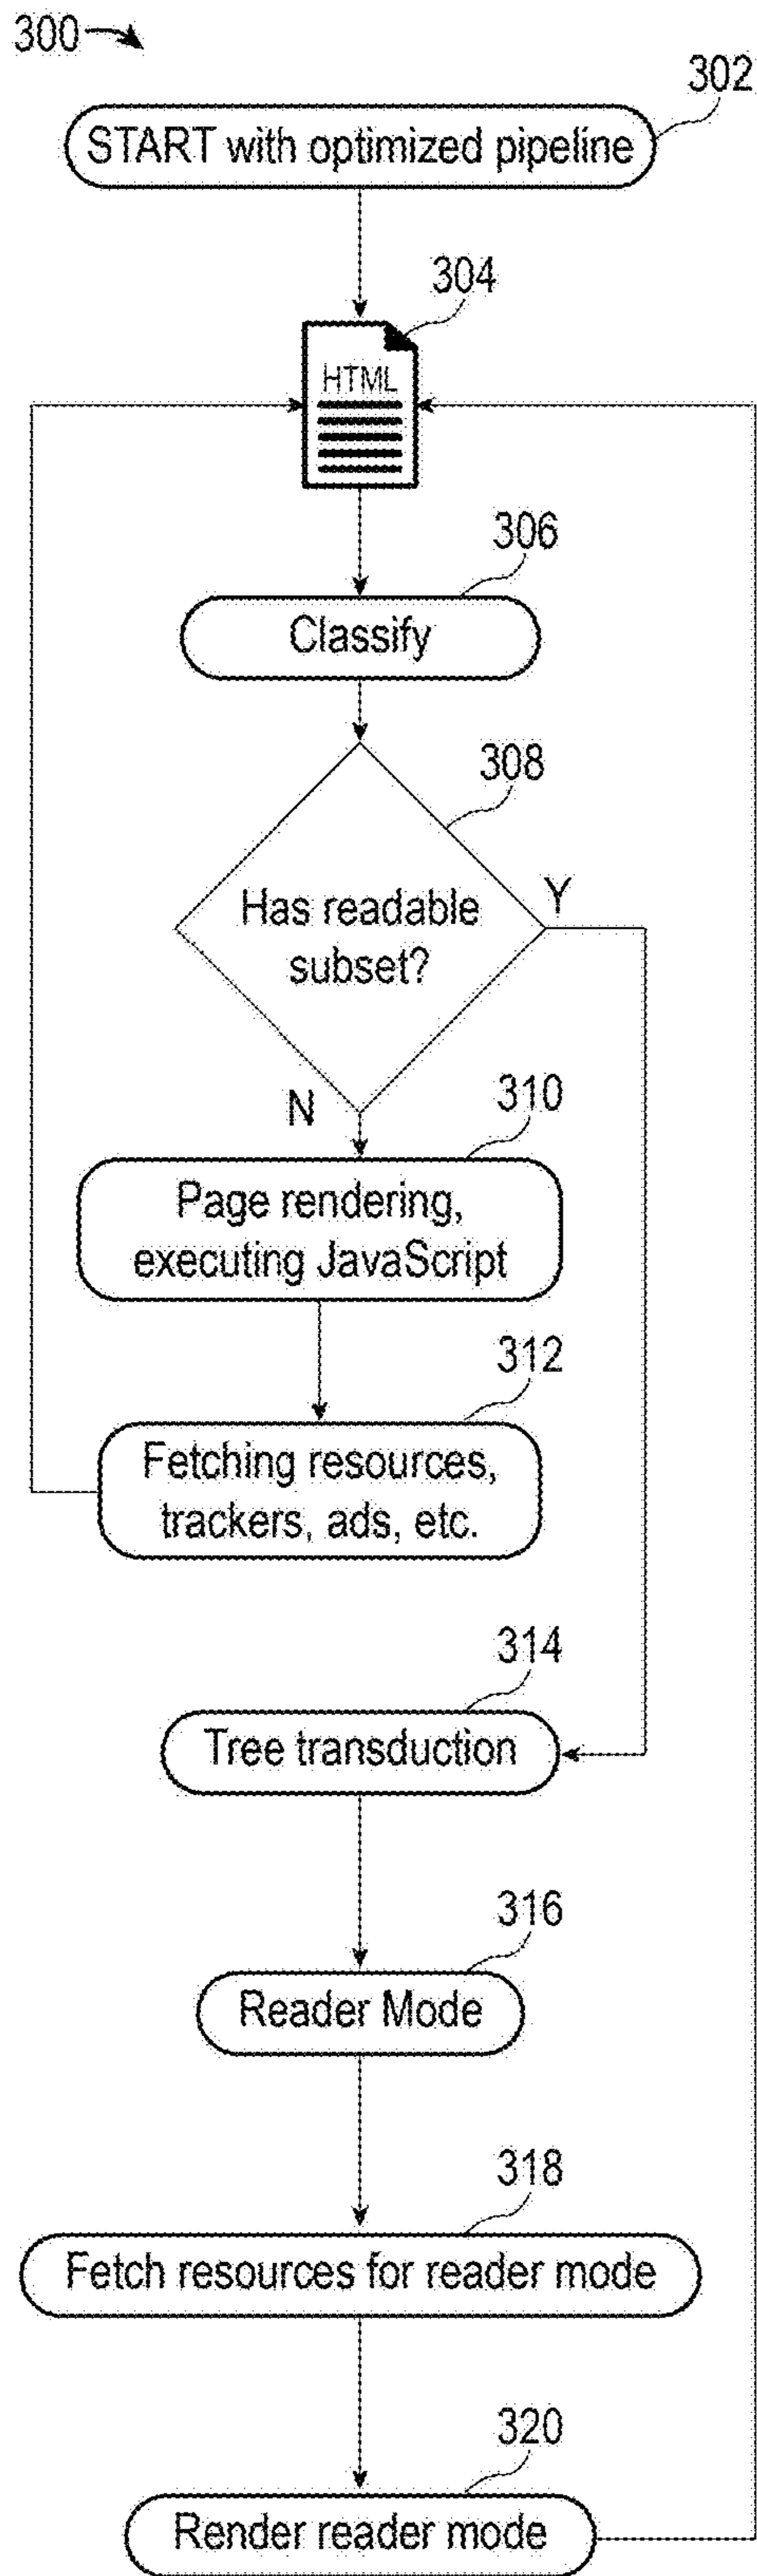 300
302
START with optimized pipeline
304
HTML
306
Classify
308
Has readable
subset?
Y
N
310
Page rendering,
executing JavaScript
312
Fetching resources,
trackers, ads, etc.
314
Tree transduction
316
Reader Mode
318
Fetch resources for reader mode
320
Render reader mode